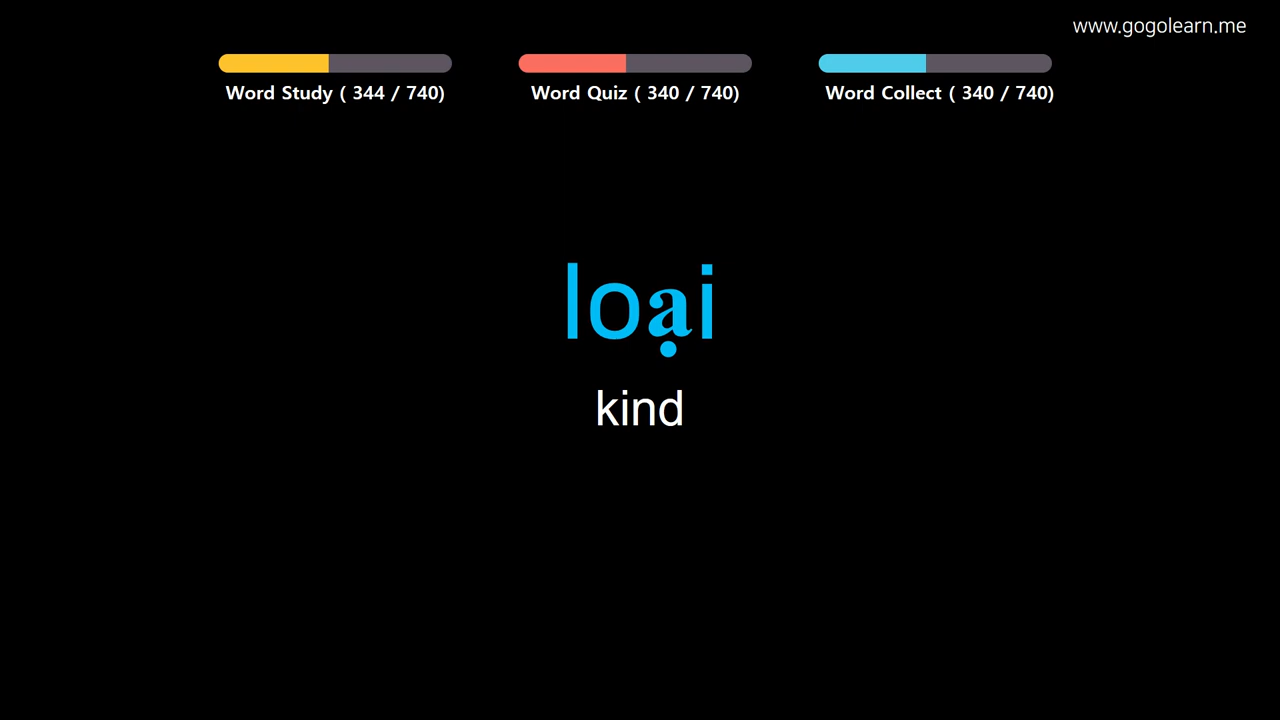 www.gogolearn.me
Word Study ( 344 / 740)
Word Quiz ( 340 / 740)
Word Collect ( 340 / 740)
loại
kind